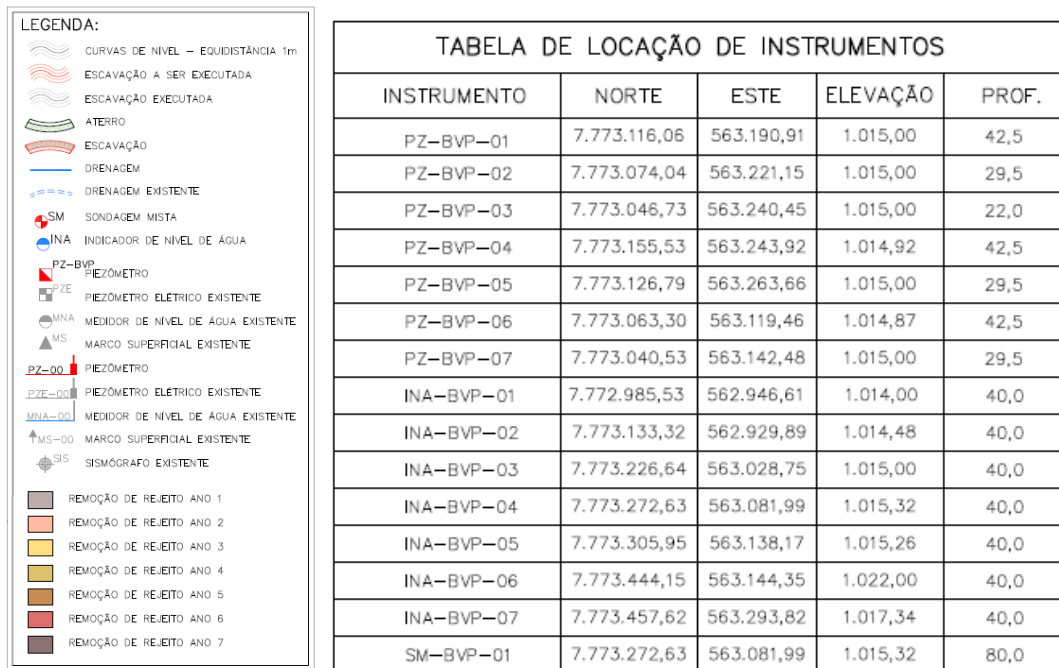 LEGENDA:
CURVAS DE NÍVEL – EQUIDISTÂNCIA 1m
ESCAVAÇÃO A SER EXECUTADA
ESCAVAÇÃO EXECUTADA
ATERRO
ESCAVAÇÃO
DRENAGEM
DRENAGEM EXISTENTE
SM SONDAGEM MISTA
INA INDICADOR DE NÍVEL DE ÁGUA
PZ-BVP PIEZÔMETRO
PZE PIEZÔMETRO ELÉTRICO EXISTENTE
MNA MEDIDOR DE NÍVEL DE ÁGUA EXISTENTE
MS MARCO SUPERFICIAL EXISTENTE
PZ-00 PIEZÔMETRO
PZE-00 PIEZÔMETRO ELÉTRICO EXISTENTE
MNA-00 MEDIDOR DE NÍVEL DE ÁGUA EXISTENTE
MS-00 MARCO SUPERFICIAL EXISTENTE
SIS SISMÓGRAFO EXISTENTE
REMOÇÃO DE REJEITO ANO 1
REMOÇÃO DE REJEITO ANO 2
REMOÇÃO DE REJEITO ANO 3
REMOÇÃO DE REJEITO ANO 4
REMOÇÃO DE REJEITO ANO 5
REMOÇÃO DE REJEITO ANO 6
REMOÇÃO DE REJEITO ANO 7
TABELA DE LOCAÇÃO DE INSTRUMENTOS
INSTRUMENTO NORTE ESTE ELEVAÇÃO PROF.
PZ-BVP-01 7.773.116,06 563.190,91 1.015,00 42,5
PZ-BVP-02 7.773.074,04 563.221,15 1.015,00 29,5
PZ-BVP-03 7.773.046,73 563.240,45 1.015,00 22,0
PZ-BVP-04 7.773.155,53 563.243,92 1.014,92 42,5
PZ-BVP-05 7.773.126,79 563.263,66 1.015,00 29,5
PZ-BVP-06 7.773.063,30 563.119,46 1.014,87 42,5
PZ-BVP-07 7.773.040,53 563.142,48 1.015,00 29,5
INA-BVP-01 7.772.985,53 562.946,61 1.014,00 40,0
INA-BVP-02 7.773.133,32 562.929,89 1.014,48 40,0
INA-BVP-03 7.773.226,64 563.028,75 1.015,00 40,0
INA-BVP-04 7.773.272,63 563.081,99 1.015,32 40,0
INA-BVP-05 7.773.305,95 563.138,17 1.015,26 40,0
INA-BVP-06 7.773.444,15 563.144,35 1.022,00 40,0
INA-BVP-07 7.773.457,62 563.293,82 1.017,34 40,0
SM-BVP-01 7.773.272,63 563.081,99 1.015,32 80,0